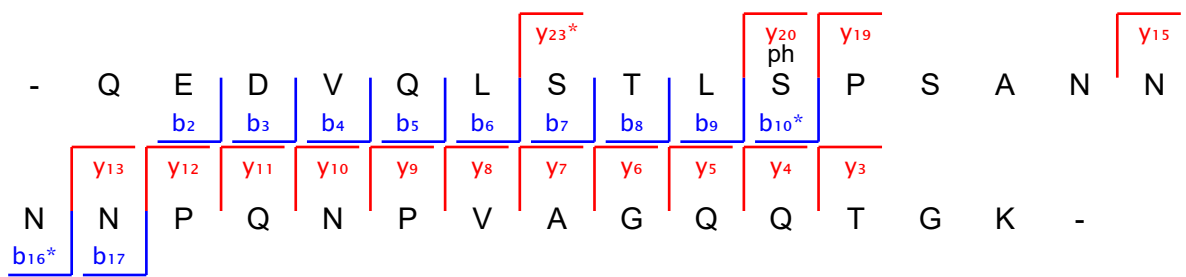 y23* y20 y19 y15
ph
- Q E D V Q L S T L S P S A N N
b2 b3 b4 b5 b6 b7 b8 b9 b10*
y13 y12 y11 y10 y9 y8 y7 y6 y5 y4 y3
N N P Q N P V A G Q Q T G K -
b16* b17